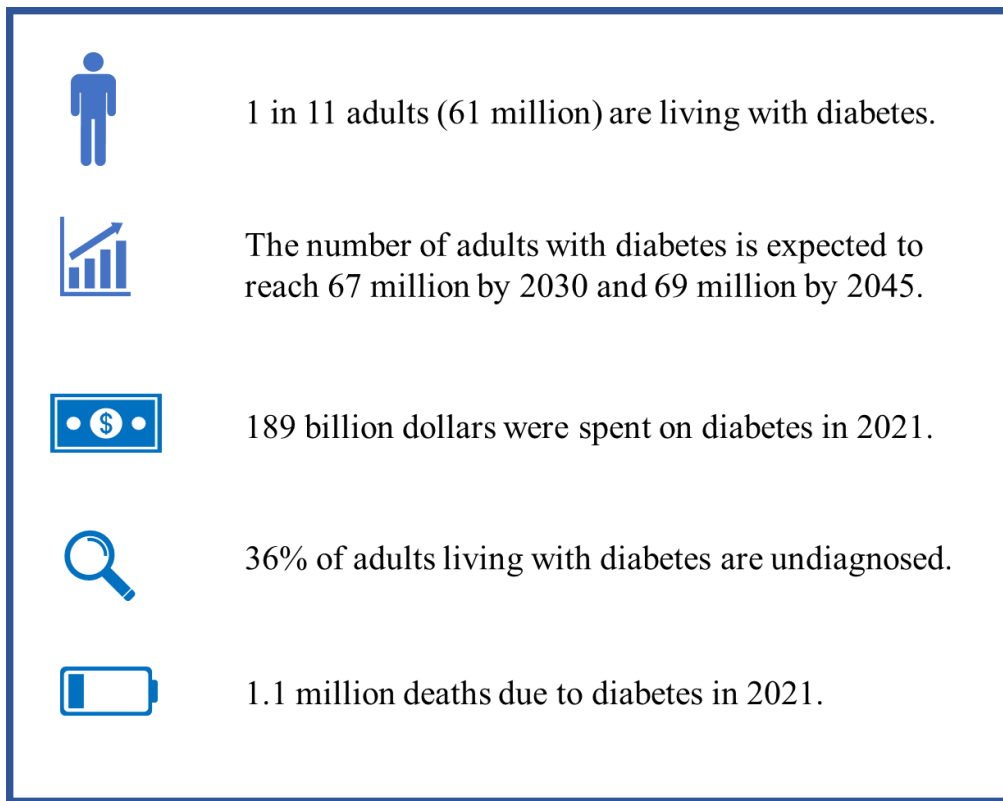 1 in 11 adults (61 million) are living with diabetes.
The number of adults with diabetes is expected to
reach 67 million by 2030 and 69 million by 2045.
$
189 billion dollars were spent on diabetes in 2021.
36% of adults living with diabetes are undiagnosed.
1.1 million deaths due to diabetes in 2021.